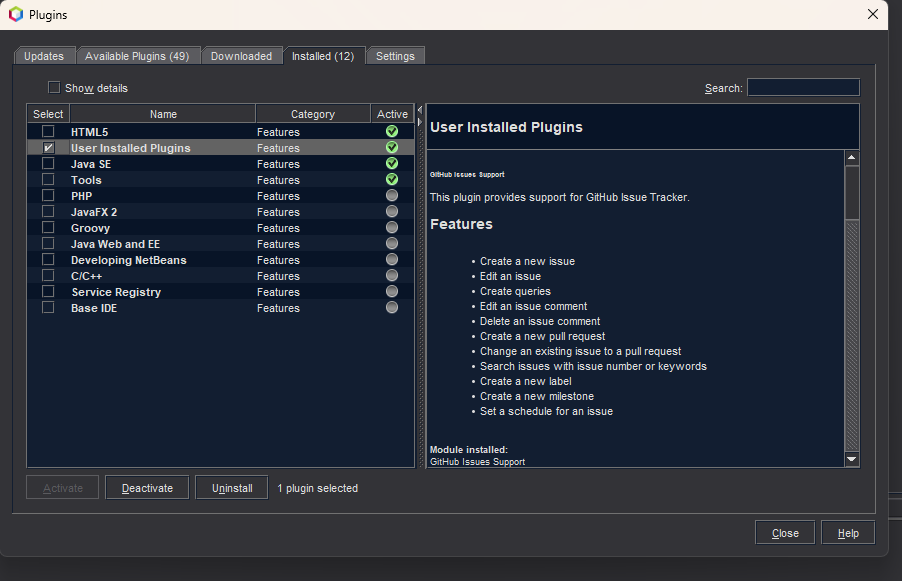 Plugins
Updates
Available Plugins (49)
Downloaded
Installed (12)
Settings
Show details
Search:
Select Name Category Active
HTML5 Features
User Installed Plugins Features
Java SE Features
Tools Features
PHP Features
JavaFX 2 Features
Groovy Features
Java Web and EE Features
Developing NetBeans Features
C/C++ Features
Service Registry Features
Base IDE Features
User Installed Plugins
GitHub Issues Support
This plugin provides support for GitHub Issue Tracker.
Features
• Create a new issue
• Edit an issue
• Create queries
• Edit an issue comment
• Delete an issue comment
• Create a new pull request
• Change an existing issue to a pull request
• Search issues with issue number or keywords
• Create a new label
• Create a new milestone
• Set a schedule for an issue
Module installed:
GitHub Issues Support
Activate
Deactivate
Uninstall
1 plugin selected
Close
Help